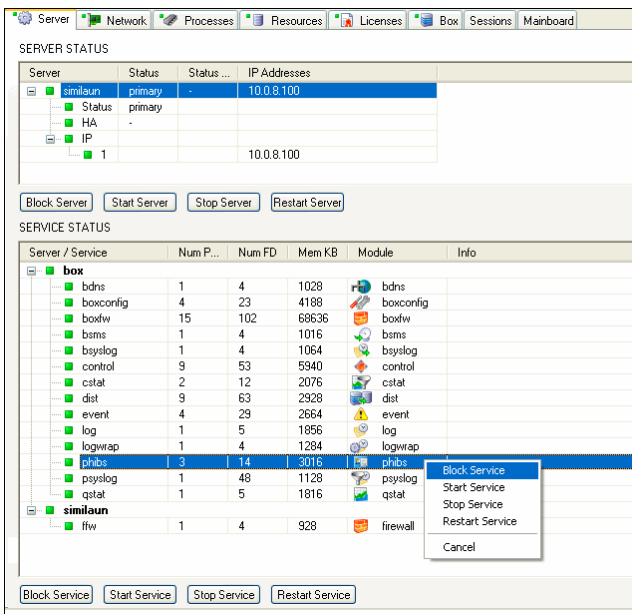 Server Network Processes Resources Licenses Box Sessions Mainboard
SERVER STATUS
Server Status Status ... IP Addresses
similaun primary - 10.0.8.100
Status primary
HA -
IP
1 10.0.8.100
Block Server Start Server Stop Server Restart Server
SERVICE STATUS
Server / Service Num P... Num FD Mem KB Module Info
box
bdns 1 4 1028 bdns
boxconfig 4 23 4188 boxconfig
boxfw 15 102 68636 boxfw
bsms 1 4 1016 bsms
bsyslog 1 4 1064 bsyslog
control 9 53 5940 control
cstat 2 12 2076 cstat
dist 9 63 2928 dist
event 4 29 2664 event
log 1 5 1856 log
logwrap 1 4 1284 logwrap
phibs 3 14 3016 phibs
psyslog 1 48 1128 psyslog
qstat 1 5 1816 qstat
similaun
ffw 1 4 928 firewall
Block Service
Start Service
Stop Service
Restart Service
Cancel
Block Service Start Service Stop Service Restart Service